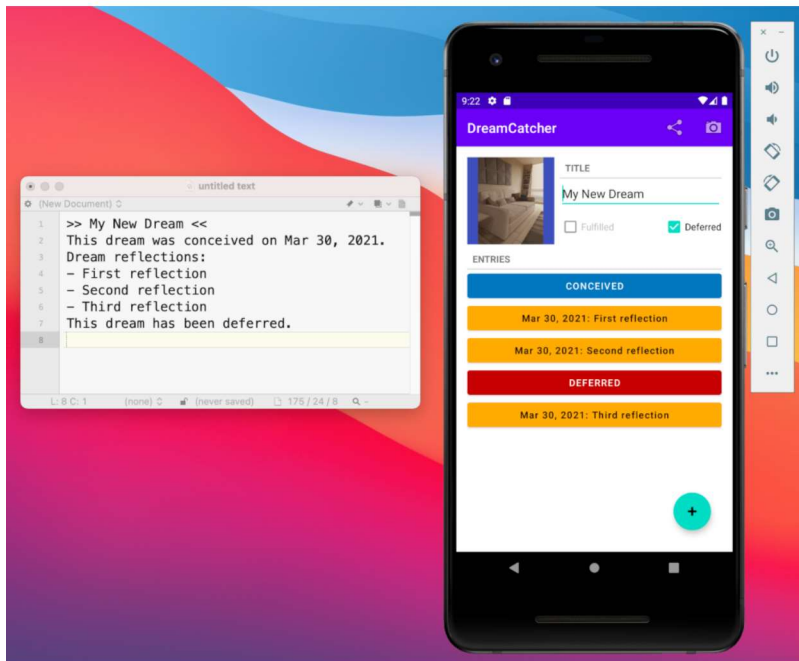 untitled text
(New Document)
1 >> My New Dream <<
2 This dream was conceived on Mar 30, 2021.
3 Dream reflections:
4 - First reflection
5 - Second reflection
6 - Third reflection
7 This dream has been deferred.
8
L: 8 C: 1 (none) (never saved) 175 / 24 / 8
9:22
DreamCatcher
TITLE
My New Dream
Fulfilled Deferred
ENTRIES
CONCEIVED
Mar 30, 2021: First reflection
Mar 30, 2021: Second reflection
DEFERRED
Mar 30, 2021: Third reflection
+